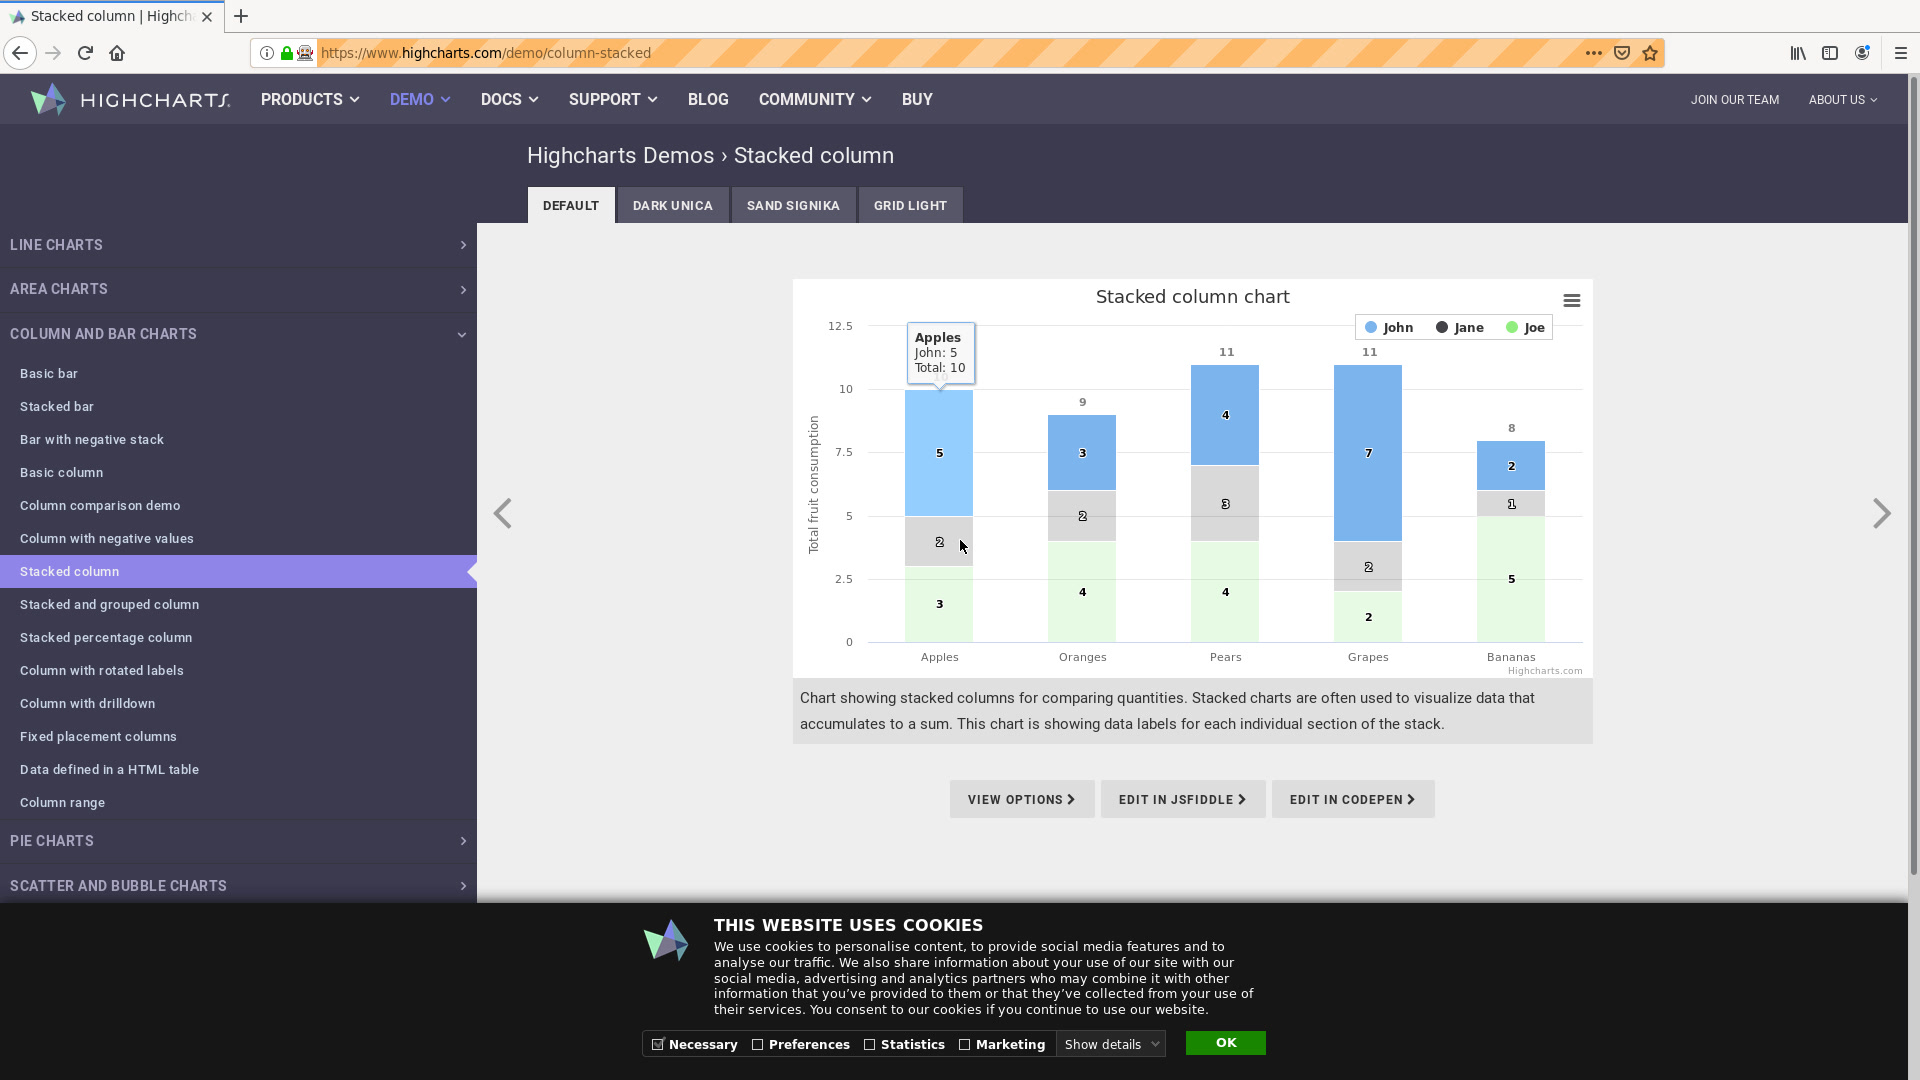 Stacked column | Highch
https://www.highcharts.com/demo/column-stacked
HIGHCHARTS.
PRODUCTS
DEMO
DOCS
SUPPORT
BLOG
COMMUNITY
BUY
JOIN OUR TEAM
ABOUT US
Highcharts Demos › Stacked column
DEFAULT
DARK UNICA
SAND SIGNIKA
GRID LIGHT
LINE CHARTS
AREA CHARTS
COLUMN AND BAR CHARTS
Basic bar
Stacked bar
Bar with negative stack
Basic column
Column comparison demo
Column with negative values
Stacked column
Stacked and grouped column
Stacked percentage column
Column with rotated labels
Column with drilldown
Fixed placement columns
Data defined in a HTML table
Column range
PIE CHARTS
SCATTER AND BUBBLE CHARTS
Stacked column chart
John
Jane
Joe
Total fruit consumption
12.5
10
7.5
5
2.5
0
Apples
John: 5
Total: 10
10
5
2
3
9
3
2
4
11
4
3
4
11
7
2
2
8
2
1
5
Apples
Oranges
Pears
Grapes
Bananas
Highcharts.com
Chart showing stacked columns for comparing quantities. Stacked charts are often used to visualize data that
accumulates to a sum. This chart is showing data labels for each individual section of the stack.
VIEW OPTIONS
EDIT IN JSFIDDLE
EDIT IN CODEPEN
THIS WEBSITE USES COOKIES
We use cookies to personalise content, to provide social media features and to
analyse our traffic. We also share information about your use of our site with our
social media, advertising and analytics partners who may combine it with other
information that you’ve provided to them or that they’ve collected from your use of
their services. You consent to our cookies if you continue to use our website.
Necessary
Preferences
Statistics
Marketing
Show details
OK